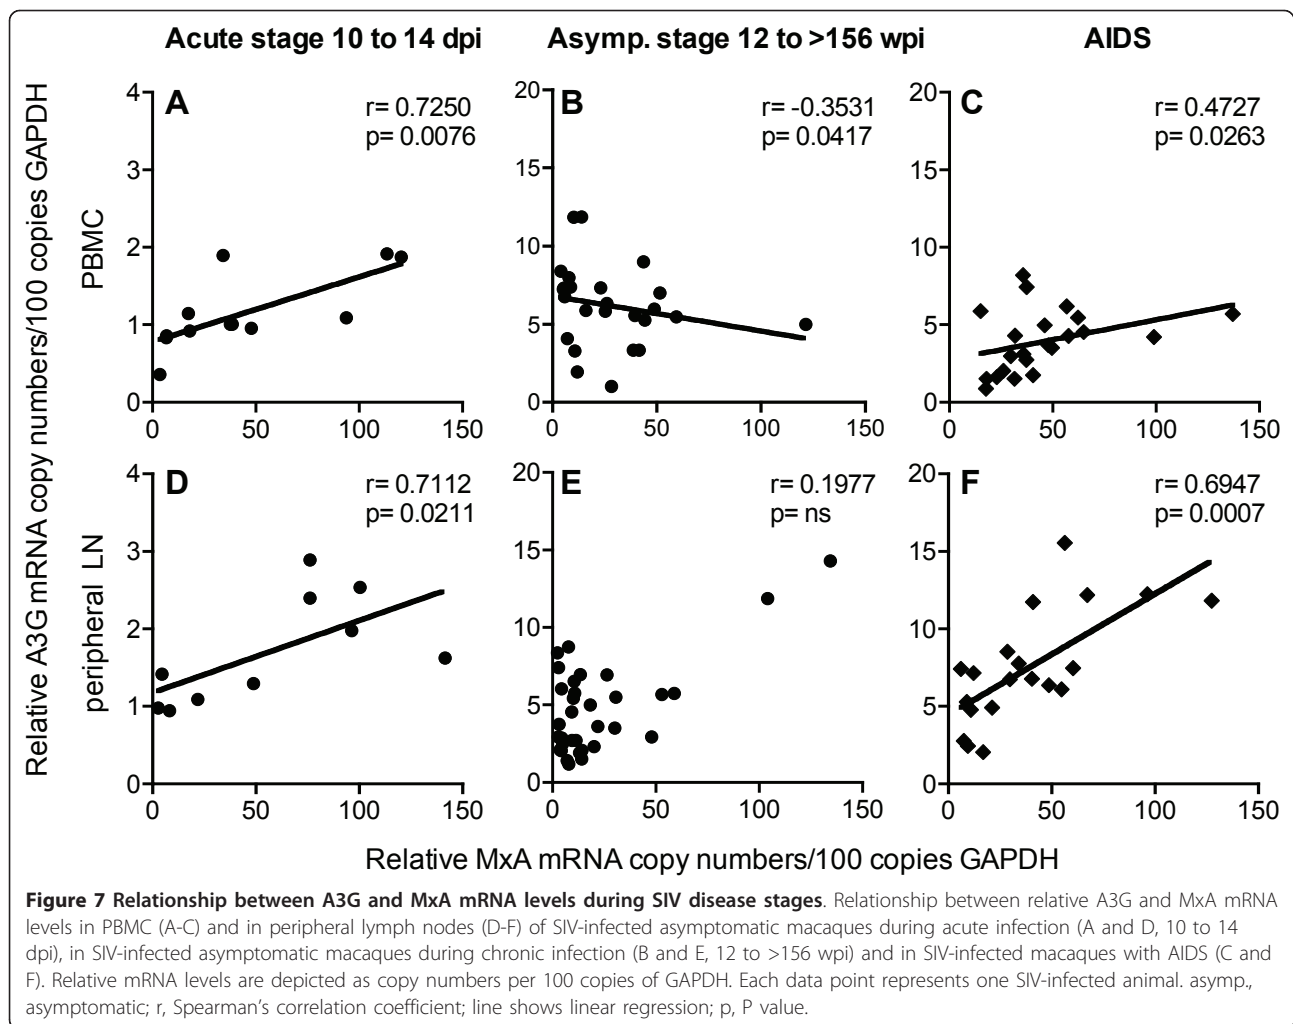 Acute stage 10 to 14 dpi
Asymp. stage 12 to >156 wpi
AIDS
Relative A3G mRNA copy numbers/100 copies GAPDH
PBMC
A
r= 0.7250
p= 0.0076
4
3
2
1
0
0 50 100 150
B
r= -0.3531
p= 0.0417
20
15
10
5
0
0 50 100 150
C
r= 0.4727
p= 0.0263
20
15
10
5
0
0 50 100 150
peripheral LN
D
r= 0.7112
p= 0.0211
4
3
2
1
0
0 50 100 150
E
r= 0.1977
p= ns
20
15
10
5
0
0 50 100 150
F
r= 0.6947
p= 0.0007
20
15
10
5
0
0 50 100 150
Relative MxA mRNA copy numbers/100 copies GAPDH
Figure 7 Relationship between A3G and MxA mRNA levels during SIV disease stages. Relationship between relative A3G and MxA mRNA
levels in PBMC (A-C) and in peripheral lymph nodes (D-F) of SIV-infected asymptomatic macaques during acute infection (A and D, 10 to 14
dpi), in SIV-infected asymptomatic macaques during chronic infection (B and E, 12 to >156 wpi) and in SIV-infected macaques with AIDS (C and
F). Relative mRNA levels are depicted as copy numbers per 100 copies of GAPDH. Each data point represents one SIV-infected animal. asymp.,
asymptomatic; r, Spearman's correlation coefficient; line shows linear regression; p, P value.